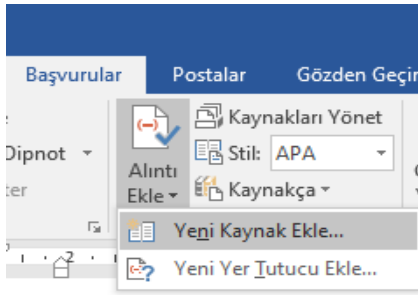 Başvurular Postalar Gözden Geçir
Kaynakları Yönet
Dipnot
Stil: APA
Alıntı
Ekle
Kaynakça
Yeni Kaynak Ekle...
2
Yeni Yer Tutucu Ekle...